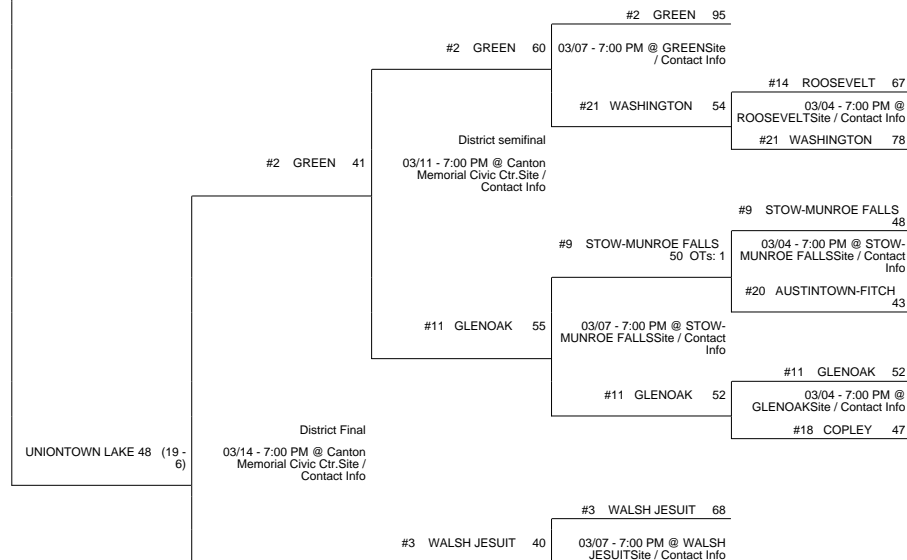 #2 GREEN 95
#2 GREEN 60
03/07 - 7:00 PM @ GREENSite
/ Contact Info
#14 ROOSEVELT 67
#21 WASHINGTON 54
03/04 - 7:00 PM @
ROOSEVELTSite / Contact Info
District semifinal
#21 WASHINGTON 78
#2 GREEN 41
03/11 - 7:00 PM @ Canton
Memorial Civic Ctr.Site /
Contact Info
#9 STOW-MUNROE FALLS
48
#9 STOW-MUNROE FALLS
50 OTs: 1
03/04 - 7:00 PM @ STOW-
MUNROE FALLSSite / Contact
Info
#20 AUSTINTOWN-FITCH
43
#11 GLENOAK 55
03/07 - 7:00 PM @ STOW-
MUNROE FALLSSite / Contact
Info
#11 GLENOAK 52
#11 GLENOAK 52
03/04 - 7:00 PM @
GLENOAKSite / Contact Info
#18 COPLEY 47
District Final
UNIONTOWN LAKE 48 (19 -
6)
03/14 - 7:00 PM @ Canton
Memorial Civic Ctr.Site /
Contact Info
#3 WALSH JESUIT 68
#3 WALSH JESUIT 40
03/07 - 7:00 PM @ WALSH
JESUITSite / Contact Info